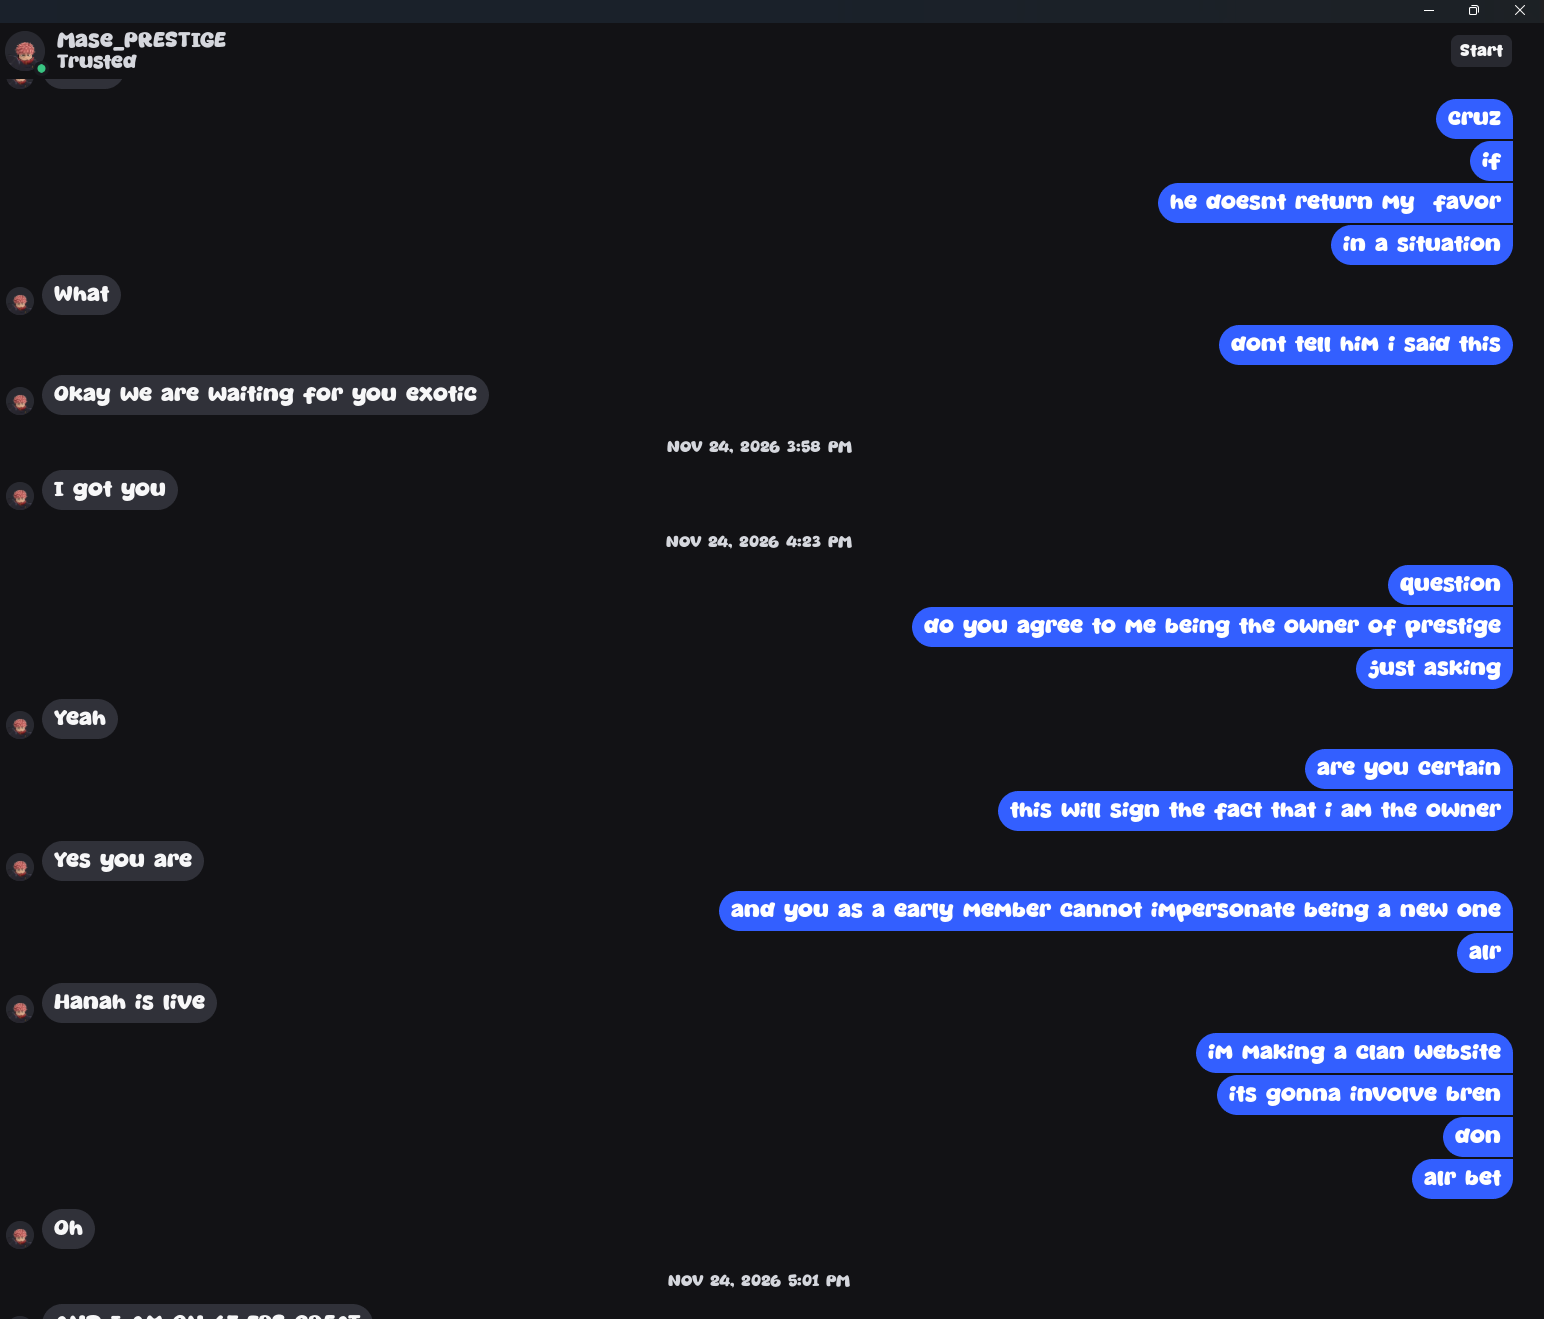 Mase_PRESTIGE
Trusted
Start
cruz
if
he doesnt return my  favor
in a situation
What
dont tell him i said this
Okay we are waiting for you exotic
NOV 24, 2026 3:58 PM
I got you
NOV 24, 2026 4:23 PM
question
do you agree to me being the owner of prestige
just asking
Yeah
are you certain
this will sign the fact that i am the owner
Yes you are
and you as a early member cannot impersonate being a new one
alr
Hanah is live
im making a clan website
its gonna involve bren
don
alr bet
Oh
NOV 24, 2026 5:01 PM